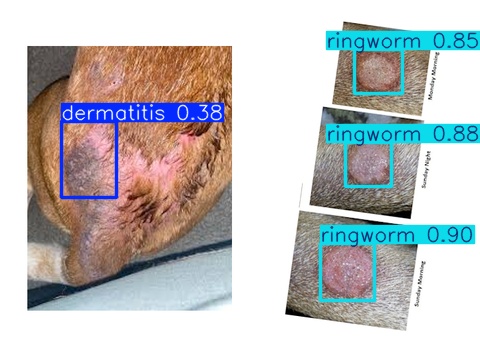 dermatitis 0.38
ringworm 0.85
Monday Morning
ringworm 0.88
Sunday Night
ringworm 0.90
Sunday Morning